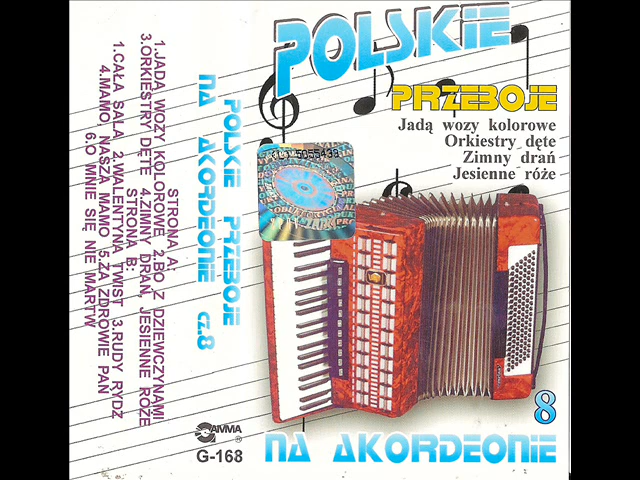 POLSKIE
PRZEBOJE
Jadą wozy kolorowe
Orkiestry dęte
Zimny drań
Jesienne róże
8
NA AKORDEONIE
POLSKIE PRZEBOJE
NA AKORDEONIE cz.8
GAMMA
®
G-168
STRONA A:
1.JADĄ WOZY KOLOROWE 2.BO Z DZIEWCZYNAMI
3.ORKIESTRY DĘTE 4.ZIMNY DRAŃ, JESIENNE RÓŻE
STRONA B:
1.CAŁA SALA 2.WALENTYNA TWIST 3.RUDY RYDZ
4.MAMO, NASZA MAMO 5.ZA ZDROWIE PAŃ
6.O MNIE SIĘ NIE MARTW